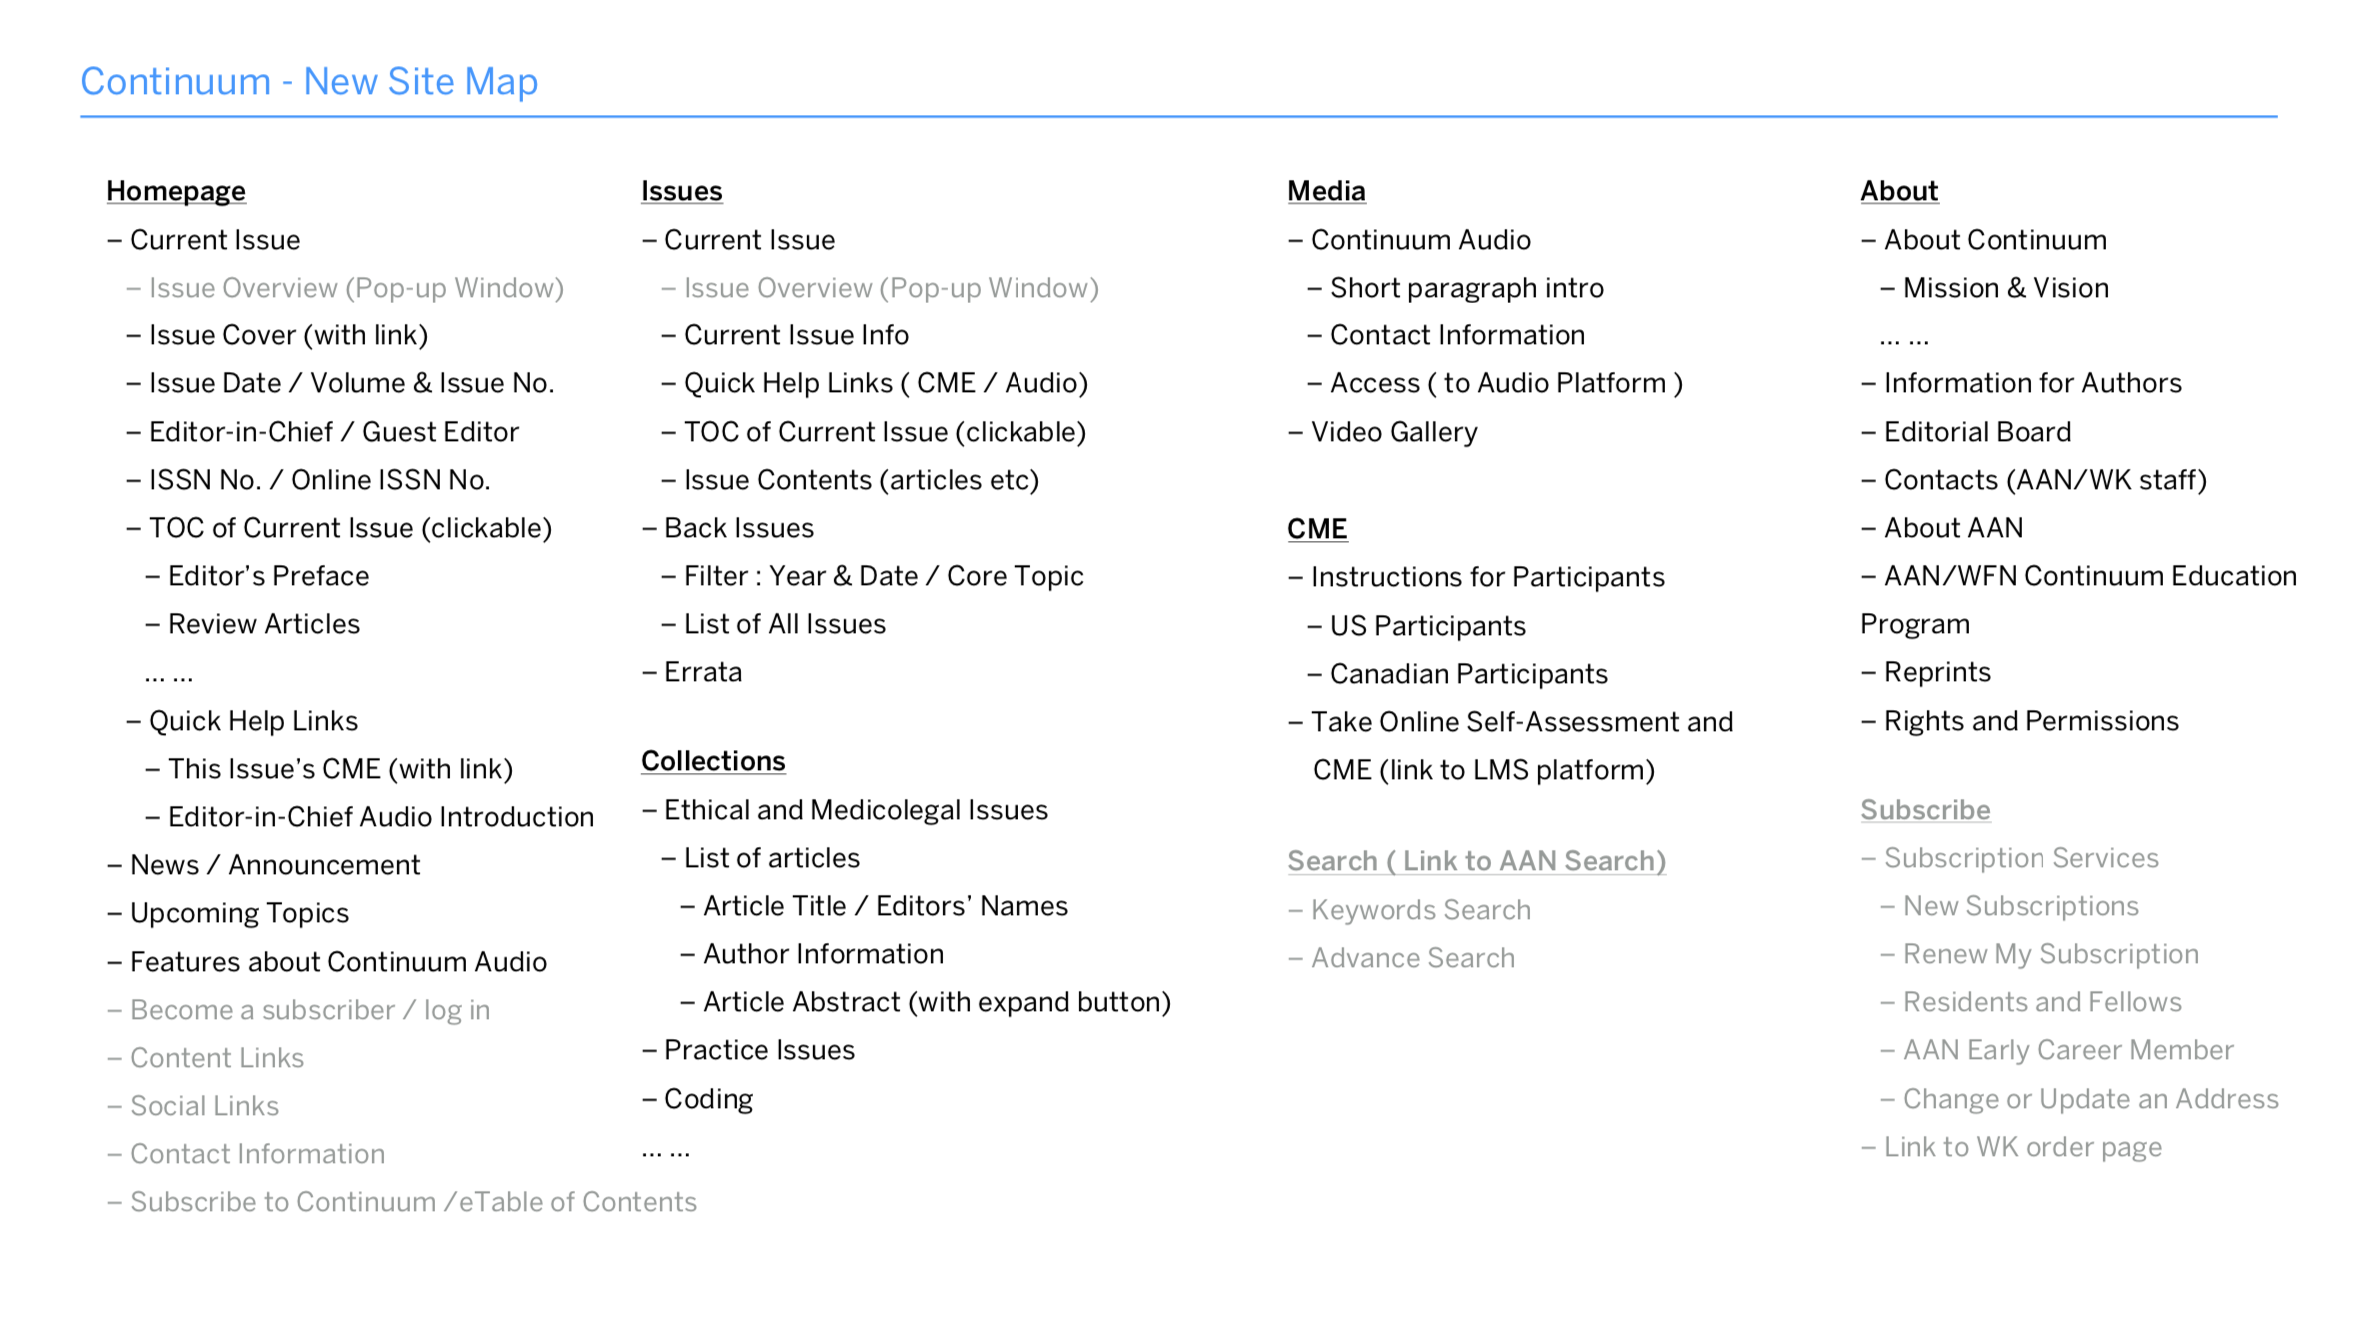 Continuum - New Site Map
Homepage
– Current Issue
– Issue Overview (Pop-up Window)
– Issue Cover (with link)
– Issue Date / Volume & Issue No.
– Editor-in-Chief / Guest Editor
– ISSN No. / Online ISSN No.
– TOC of Current Issue (clickable)
– Editor’s Preface
– Review Articles
... ...
– Quick Help Links
– This Issue’s CME (with link)
– Editor-in-Chief Audio Introduction
– News / Announcement
– Upcoming Topics
– Features about Continuum Audio
– Become a subscriber / log in
– Content Links
– Social Links
– Contact Information
– Subscribe to Continuum /eTable of Contents
Issues
– Current Issue
– Issue Overview (Pop-up Window)
– Current Issue Info
– Quick Help Links ( CME / Audio)
– TOC of Current Issue (clickable)
– Issue Contents (articles etc)
– Back Issues
– Filter : Year & Date / Core Topic
– List of All Issues
– Errata
Collections
– Ethical and Medicolegal Issues
– List of articles
– Article Title / Editors’ Names
– Author Information
– Article Abstract (with expand button)
– Practice Issues
– Coding
... ...
Media
– Continuum Audio
– Short paragraph intro
– Contact Information
– Access ( to Audio Platform )
– Video Gallery
CME
– Instructions for Participants
– US Participants
– Canadian Participants
– Take Online Self-Assessment and
CME (link to LMS platform)
Search ( Link to AAN Search)
– Keywords Search
– Advance Search
About
– About Continuum
– Mission & Vision
... ...
– Information for Authors
– Editorial Board
– Contacts (AAN/WK staff)
– About AAN
– AAN/WFN Continuum Education
Program
– Reprints
– Rights and Permissions
Subscribe
– Subscription Services
– New Subscriptions
– Renew My Subscription
– Residents and Fellows
– AAN Early Career Member
– Change or Update an Address
– Link to WK order page